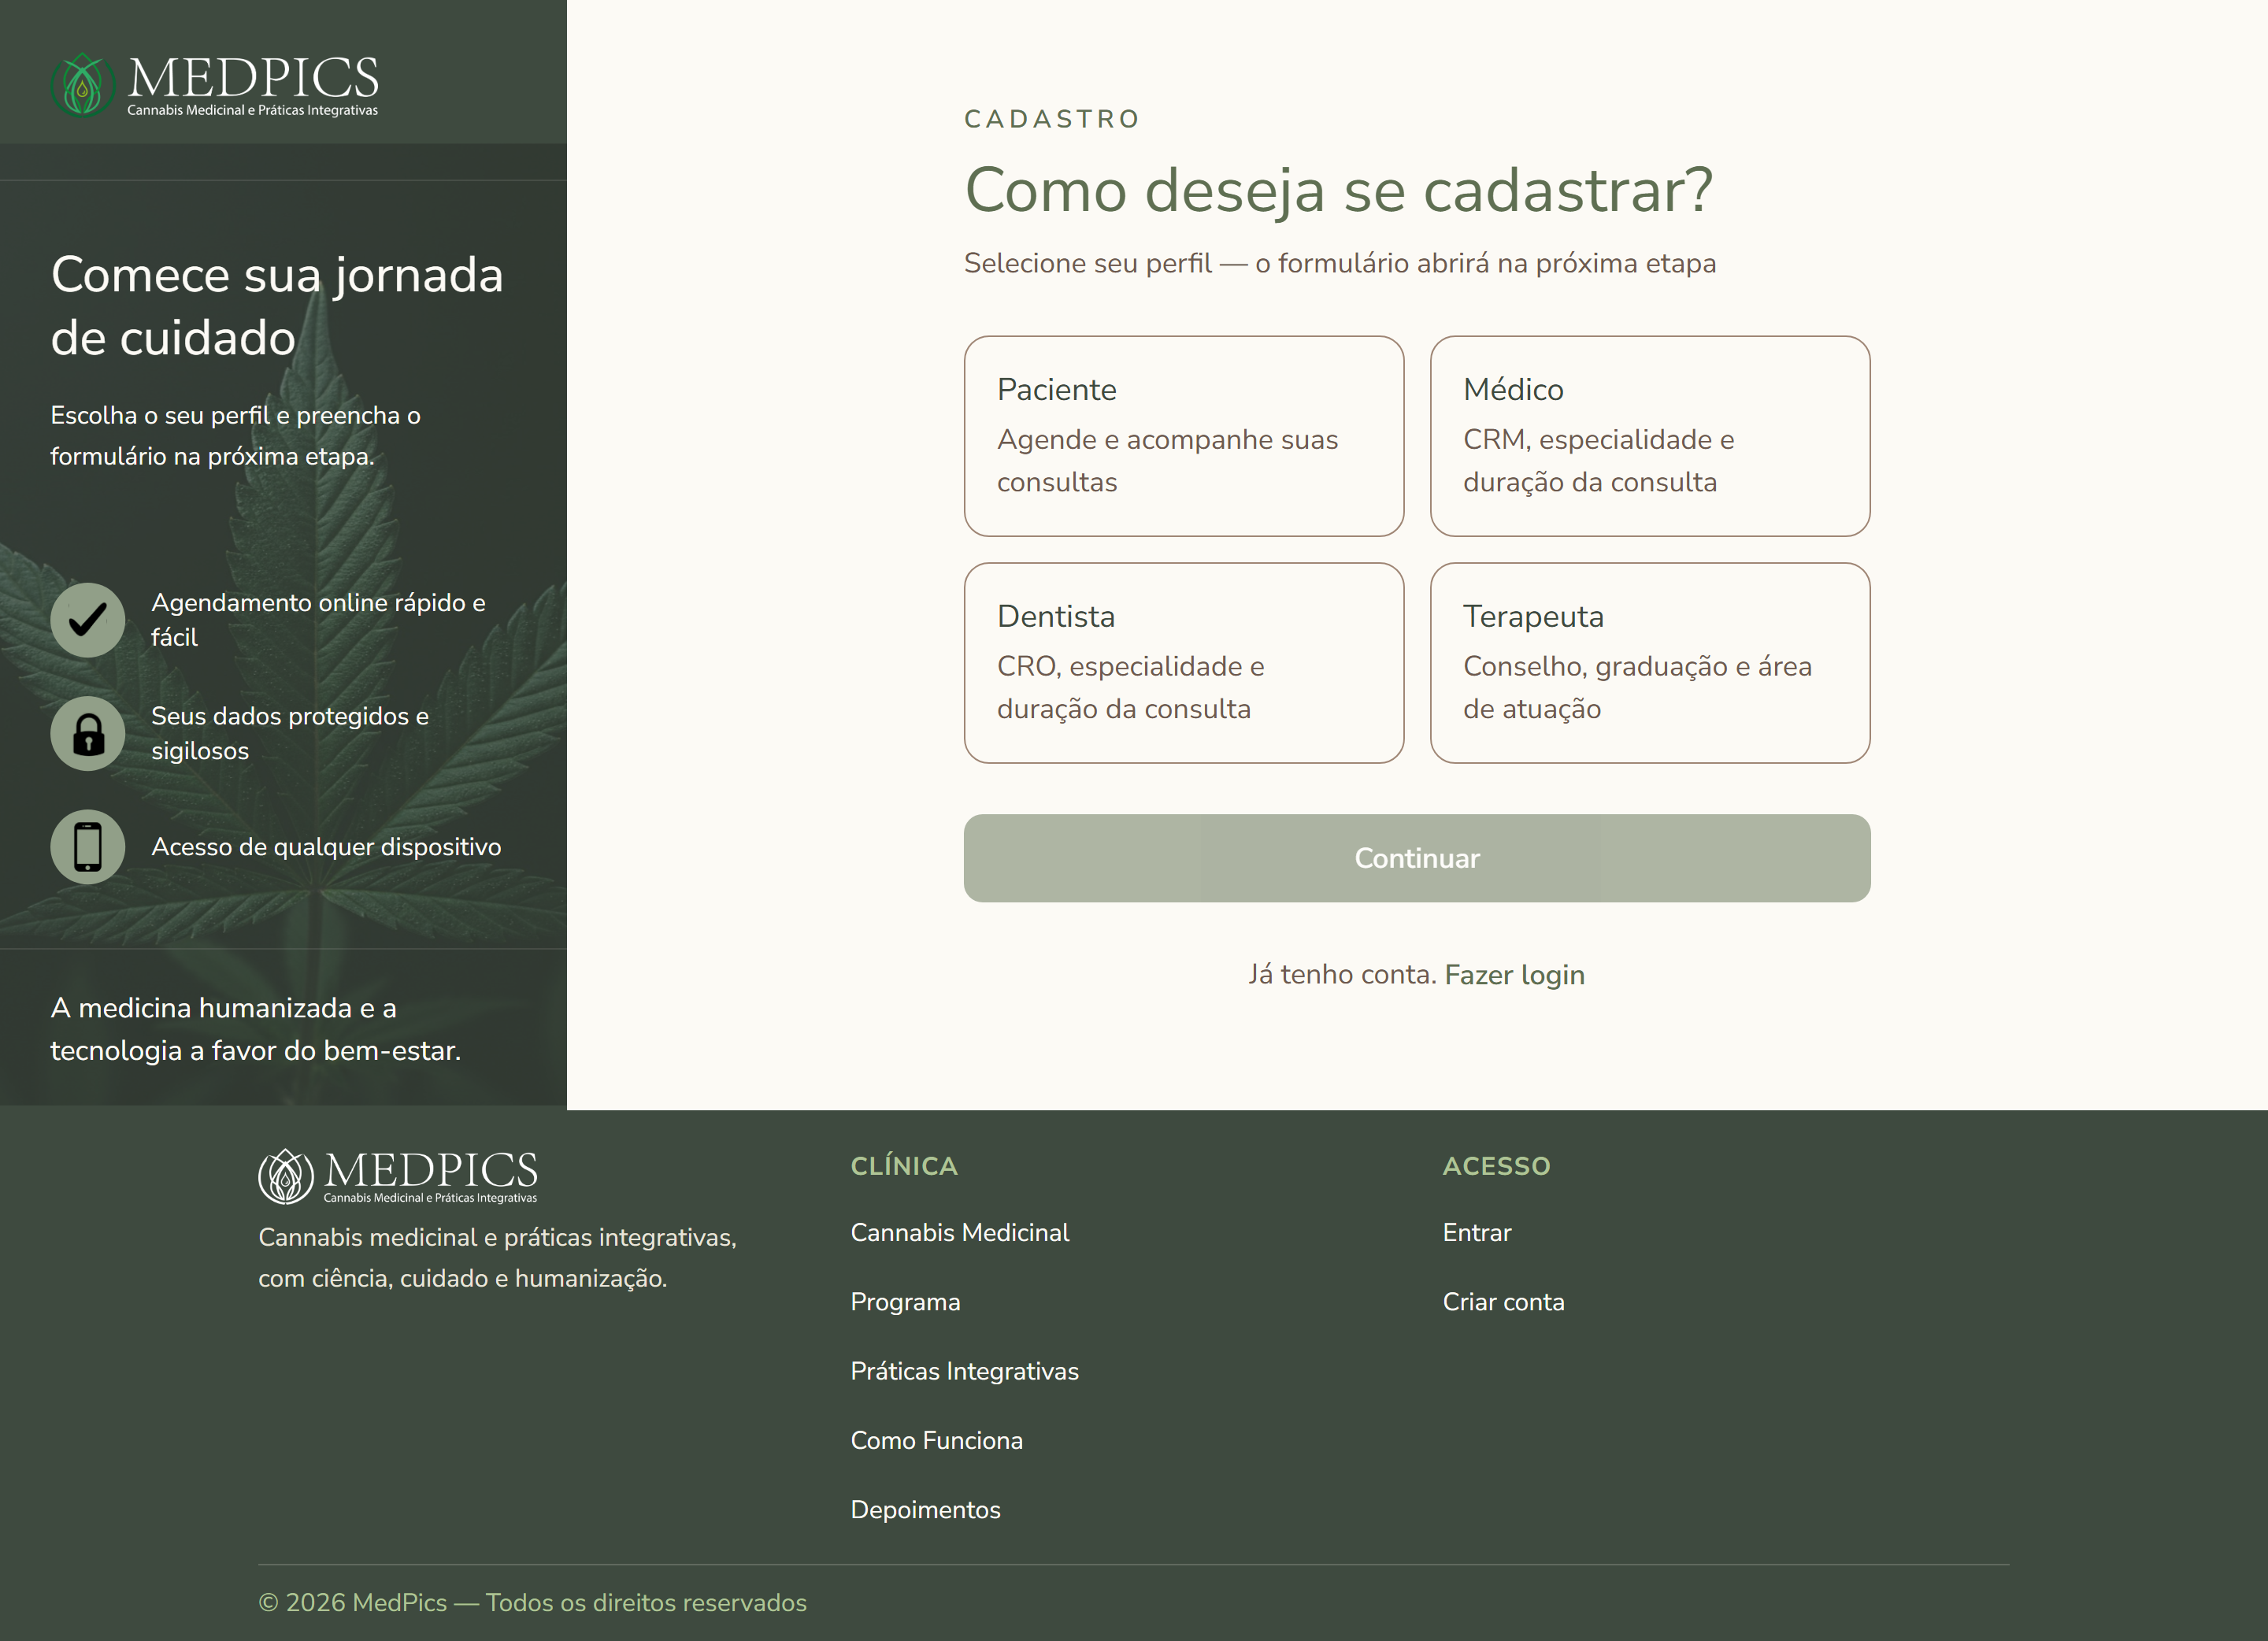 MEDPICS
Cannabis Medicinal e Práticas Integrativas
Comece sua jornada
de cuidado
Escolha o seu perfil e preencha o
formulário na próxima etapa.
Agendamento online rápido e
fácil
Seus dados protegidos e
sigilosos
Acesso de qualquer dispositivo
A medicina humanizada e a
tecnologia a favor do bem-estar.
CADASTRO
Como deseja se cadastrar?
Selecione seu perfil — o formulário abrirá na próxima etapa
Paciente
Agende e acompanhe suas
consultas
Médico
CRM, especialidade e
duração da consulta
Dentista
CRO, especialidade e
duração da consulta
Terapeuta
Conselho, graduação e área
de atuação
Continuar
Já tenho conta. Fazer login
MEDPICS
Cannabis Medicinal e Práticas Integrativas
Cannabis medicinal e práticas integrativas,
com ciência, cuidado e humanização.
CLÍNICA
Cannabis Medicinal
Programa
Práticas Integrativas
Como Funciona
Depoimentos
ACESSO
Entrar
Criar conta
© 2026 MedPics — Todos os direitos reservados